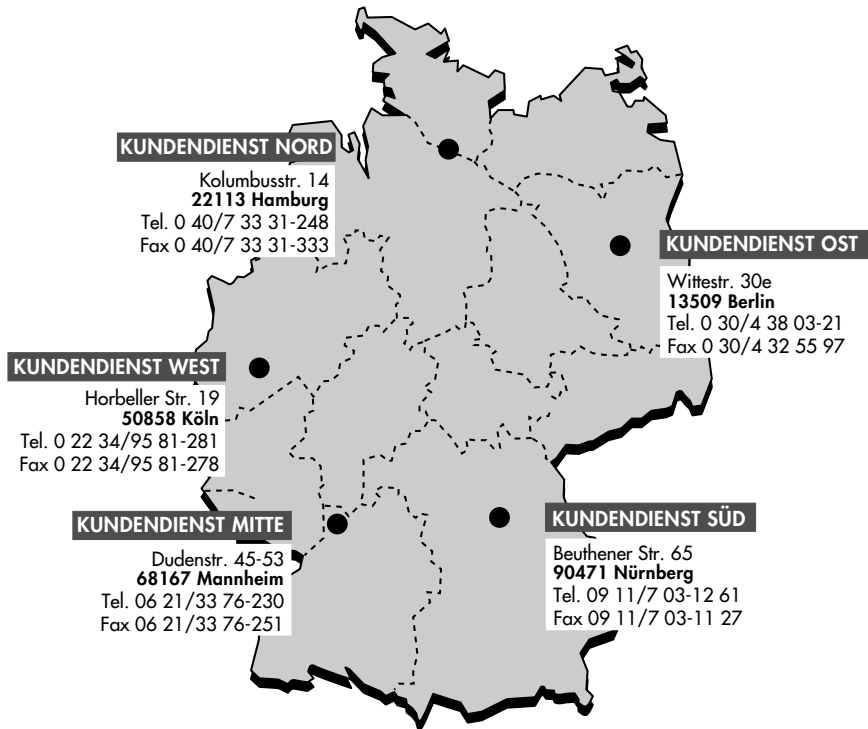 KUNDENDIENST NORD
Kolumbusstr. 14
22113 Hamburg
Tel. 0 40/7 33 31-248
Fax 0 40/7 33 31-333
KUNDENDIENST OST
Wittestr. 30e
13509 Berlin
Tel. 0 30/4 38 03-21
Fax 0 30/4 32 55 97
KUNDENDIENST WEST
Horbeller Str. 19
50858 Köln
Tel. 0 22 34/95 81-281
Fax 0 22 34/95 81-278
KUNDENDIENST MITTE
Dudenstr. 45-53
68167 Mannheim
Tel. 06 21/33 76-230
Fax 06 21/33 76-251
KUNDENDIENST SÜD
Beuthener Str. 65
90471 Nürnberg
Tel. 09 11/7 03-12 61
Fax 09 11/7 03-11 27